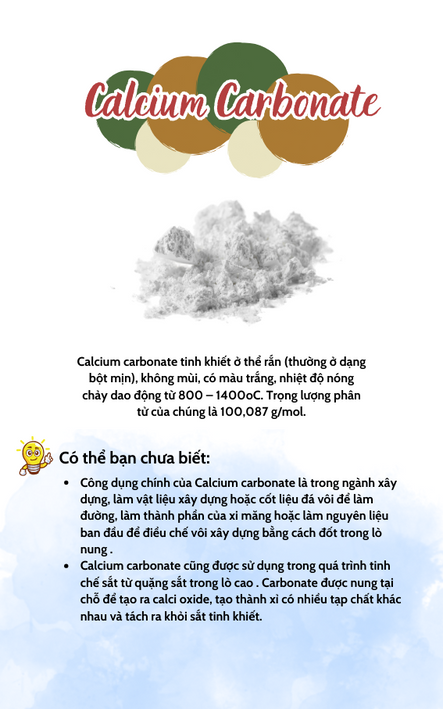 Calcium Carbonate
Calcium carbonate tinh khiết ở thể rắn (thường ở dạng
bột mịn), không mùi, có màu trắng, nhiệt độ nóng
chảy dao động từ 800 – 1400oC. Trọng lượng phân
tử của chúng là 100,087 g/mol.
Có thể bạn chưa biết:
• Công dụng chính của Calcium carbonate là trong ngành xây
dựng, làm vật liệu xây dựng hoặc cốt liệu đá vôi để làm
đường, làm thành phần của xi măng hoặc làm nguyên liệu
ban đầu để điều chế vôi xây dựng bằng cách đốt trong lò
nung .
• Calcium carbonate cũng được sử dụng trong quá trình tinh
chế sắt từ quặng sắt trong lò cao . Carbonate được nung tại
chỗ để tạo ra calci oxide, tạo thành xỉ có nhiều tạp chất khác
nhau và tách ra khỏi sắt tinh khiết.